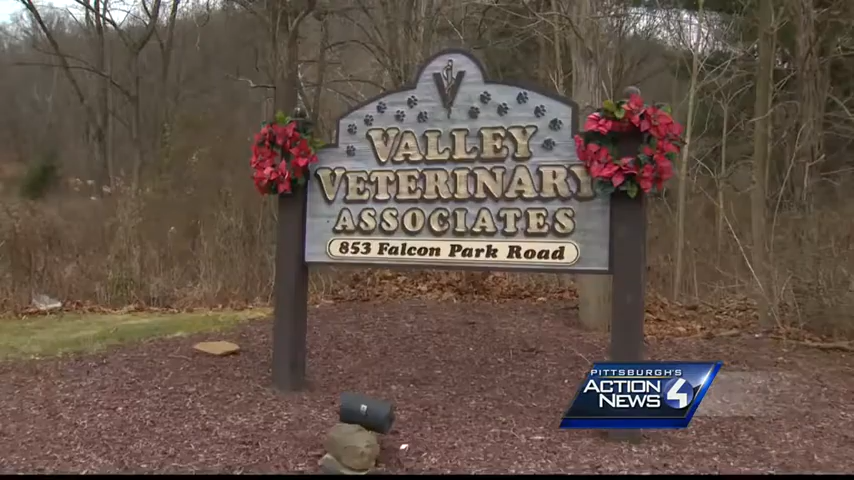 V
VALLEY
VETERINARY
ASSOCIATES
853 Falcon Park Road
PITTSBURGH'S
ACTION
NEWS 4